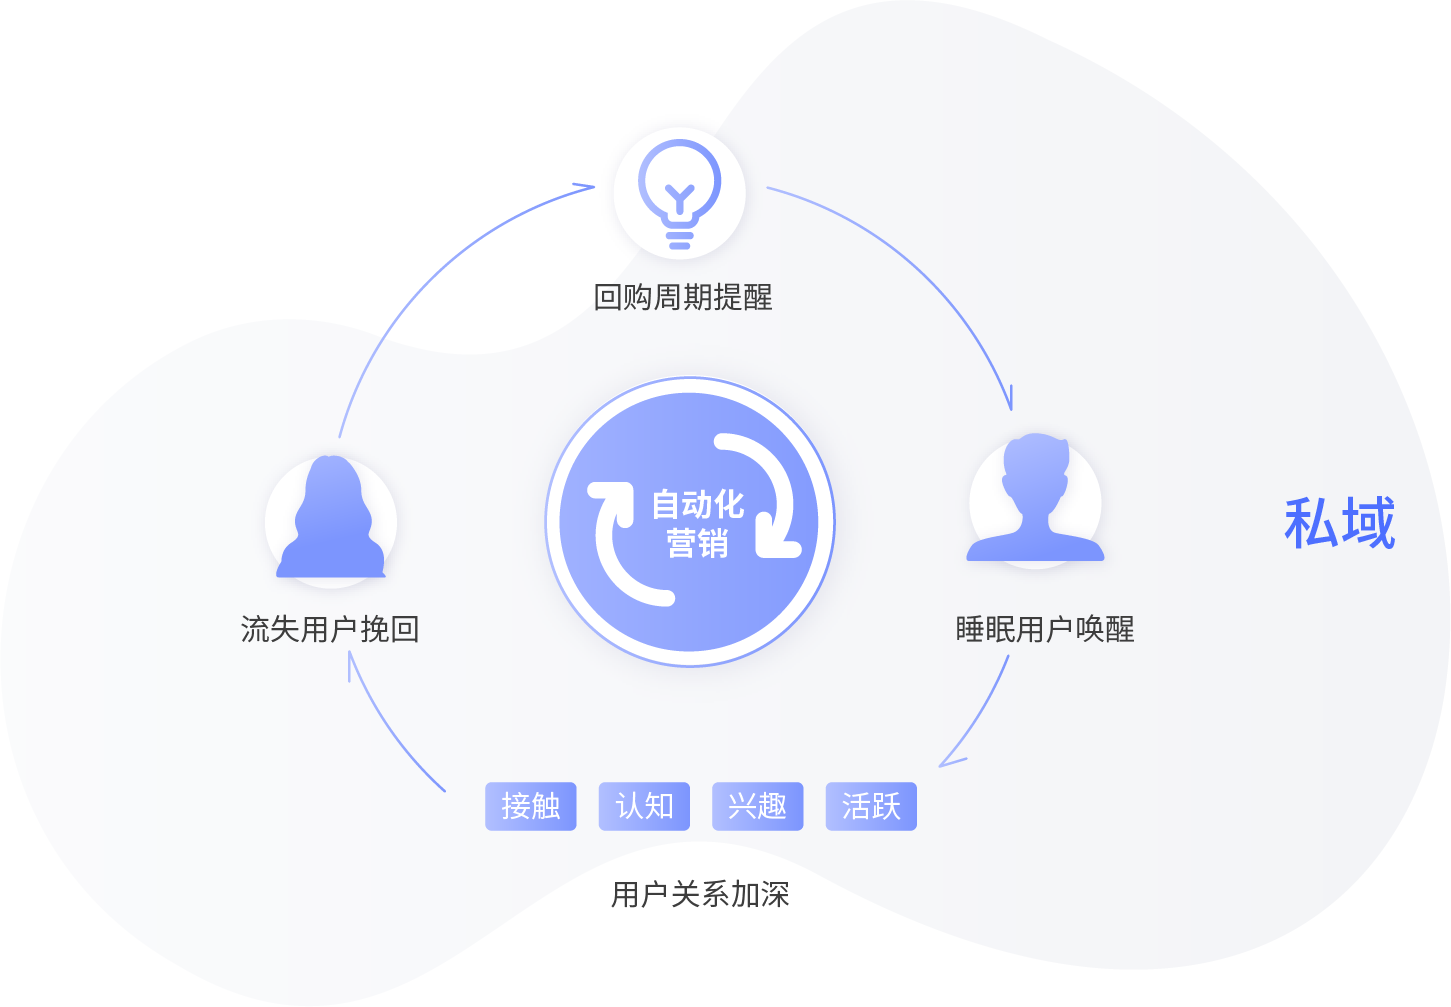 回购周期提醒
自动化
营销
私域
流失用户挽回
睡眠用户唤醒
接触
认知
兴趣
活跃
用户关系加深